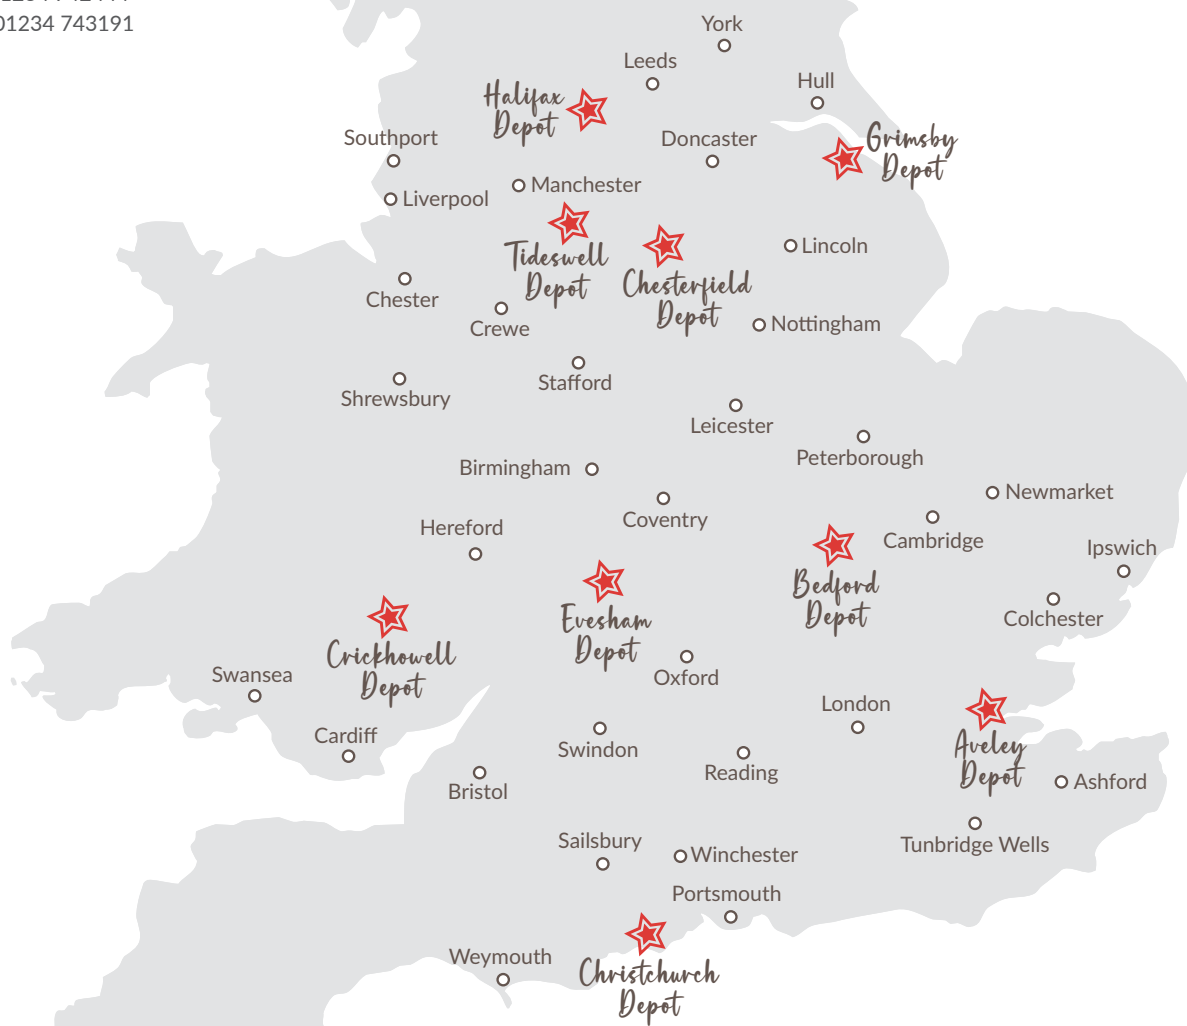 01234 743191
York
Leeds
Hull
Halifax
Depot
Grimsby
Depot
Southport
Doncaster
Manchester
Liverpool
Lincoln
Tideswell
Depot
Chesterfield
Depot
Chester
Crewe
Nottingham
Stafford
Shrewsbury
Leicester
Peterborough
Birmingham
Newmarket
Coventry
Hereford
Cambridge
Ipswich
Bedford
Depot
Evesham
Depot
Colchester
Crickhowell
Depot
Oxford
Swansea
London
Cardiff
Swindon
Aveley
Depot
Reading
Ashford
Bristol
Sailsbury
Winchester
Tunbridge Wells
Portsmouth
Weymouth
Christchurch
Depot